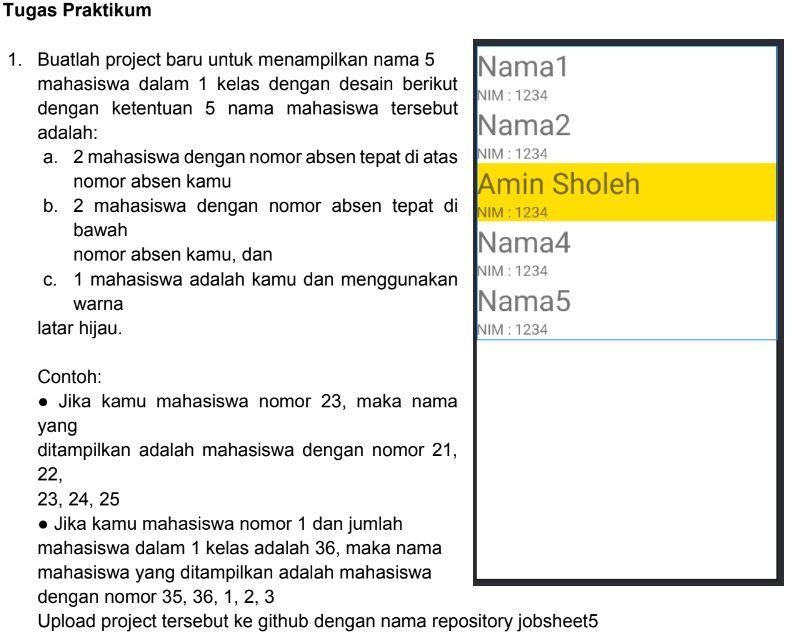 Tugas Praktikum
1. Buatlah project baru untuk menampilkan nama 5
mahasiswa dalam 1 kelas dengan desain berikut
dengan ketentuan 5 nama mahasiswa tersebut
adalah:
a. 2 mahasiswa dengan nomor absen tepat di atas
nomor absen kamu
b. 2 mahasiswa dengan nomor absen tepat di
bawah
nomor absen kamu, dan
c. 1 mahasiswa adalah kamu dan menggunakan
warna
latar hijau.
Contoh:
● Jika kamu mahasiswa nomor 23, maka nama
yang
ditampilkan adalah mahasiswa dengan nomor 21,
22,
23, 24, 25
● Jika kamu mahasiswa nomor 1 dan jumlah
mahasiswa dalam 1 kelas adalah 36, maka nama
mahasiswa yang ditampilkan adalah mahasiswa
dengan nomor 35, 36, 1, 2, 3
Upload project tersebut ke github dengan nama repository jobsheet5
Nama1
NIM : 1234
Nama2
NIM : 1234
Amin Sholeh
NIM : 1234
Nama4
NIM : 1234
Nama5
NIM : 1234